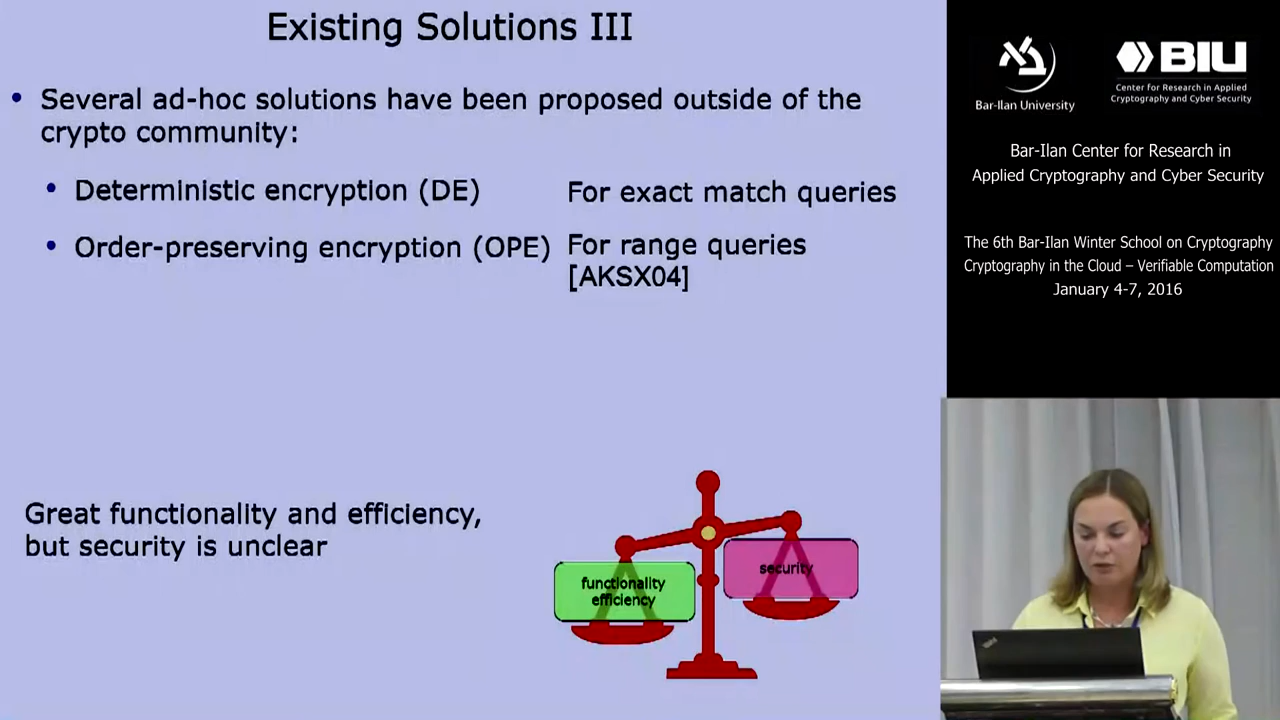 Existing Solutions III
• Several ad-hoc solutions have been proposed outside of the
crypto community:
• Deterministic encryption (DE)
For exact match queries
• Order-preserving encryption (OPE)
For range queries
[AKSX04]
Great functionality and efficiency,
but security is unclear
functionality
efficiency
security
Bar-Ilan University
BIU
Center for Research in Applied
Cryptography and Cyber Security
Bar-Ilan Center for Research in
Applied Cryptography and Cyber Security
The 6th Bar-Ilan Winter School on Cryptography
Cryptography in the Cloud – Verifiable Computation
January 4-7, 2016